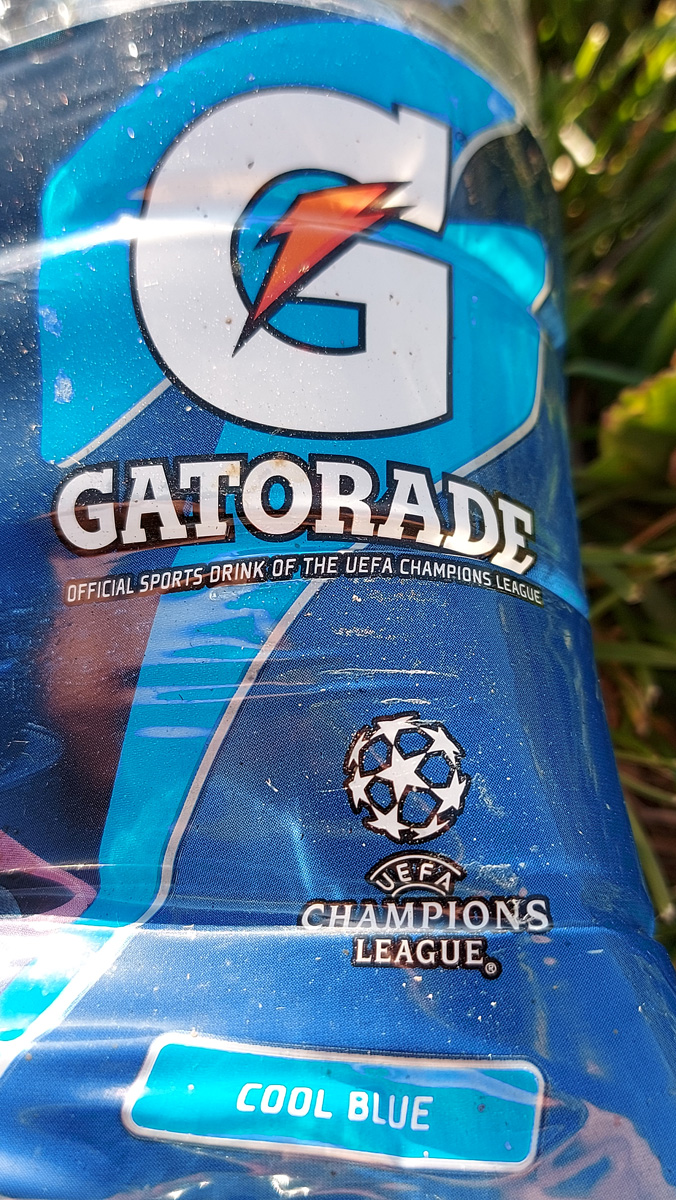 G
GATORADE
OFFICIAL SPORTS DRINK OF THE UEFA CHAMPIONS LEAGUE
UEFA
CHAMPIONS
LEAGUE®
COOL BLUE